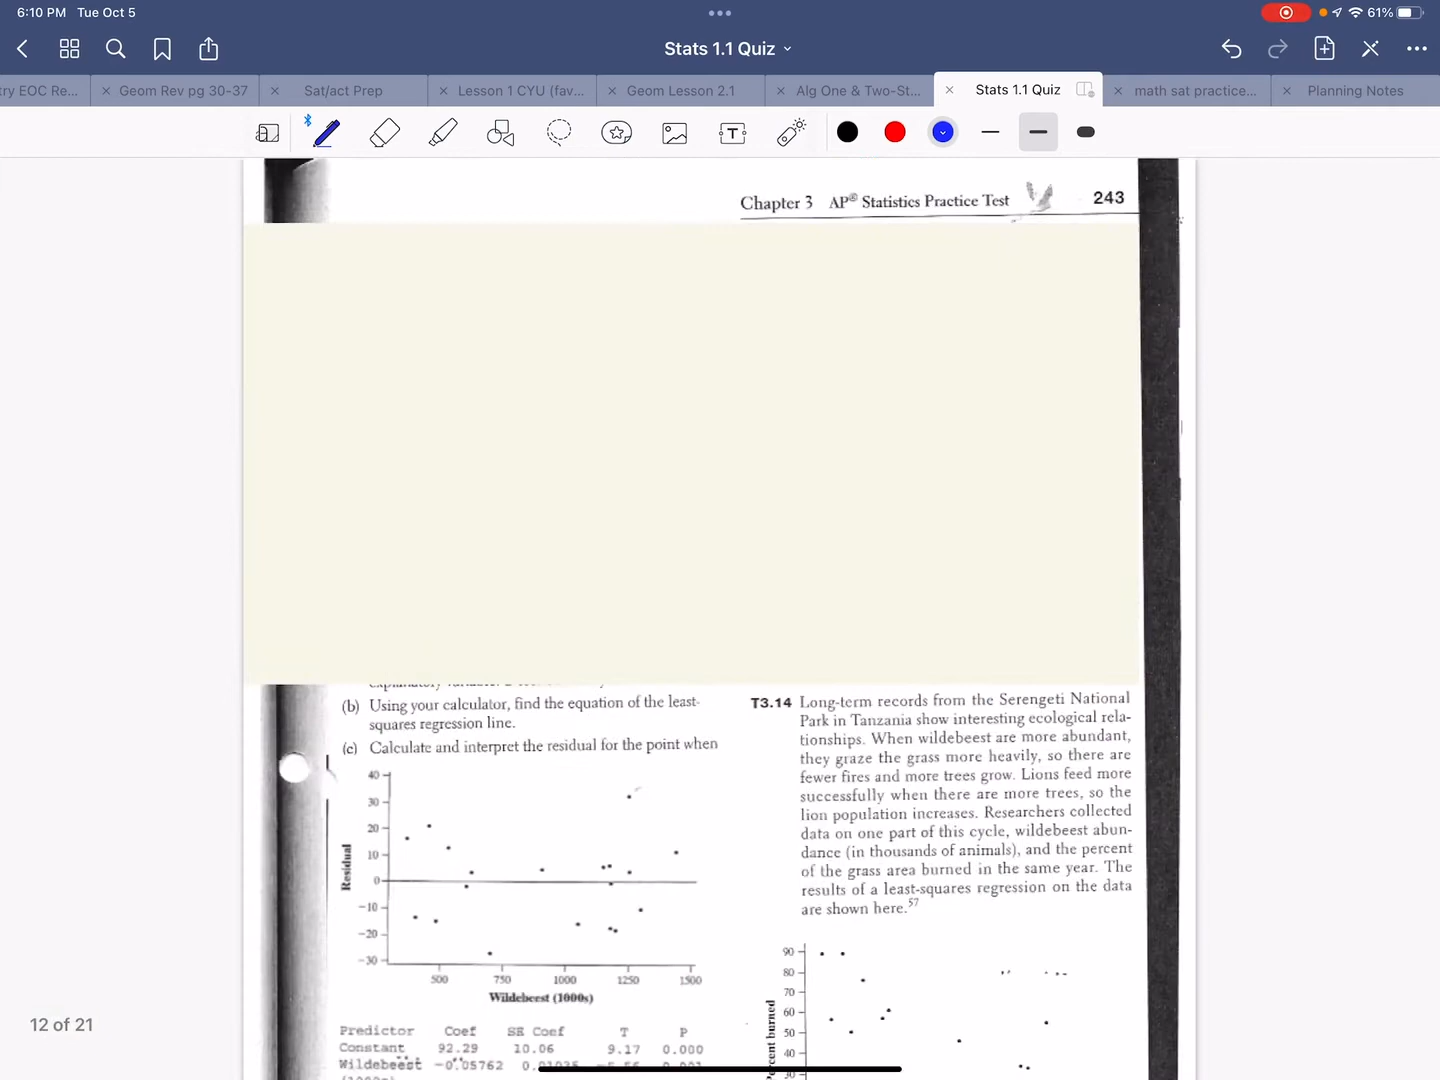 6:10 PM Tue Oct 5
61%
Stats 1.1 Quiz
try EOC Re...
Geom Rev pg 30-37
Sat/act Prep
Lesson 1 CYU (fav...
Geom Lesson 2.1
Alg One & Two-St...
Stats 1.1 Quiz
math sat practice...
Planning Notes
Chapter 3 AP® Statistics Practice Test 243
(b) Using your calculator, find the equation of the least-
squares regression line.
(c) Calculate and interpret the residual for the point when
40
30
20
10
0
-10
-20
-30
Residual
500 750 1000 1250 1500
Wildebeest (1000s)
Predictor Coef SE Coef T P
Constant 92.29 10.06 9.17 0.000
Wildebeest -0.05762
T3.14 Long-term records from the Serengeti National
Park in Tanzania show interesting ecological rela-
tionships. When wildebeest are more abundant,
they graze the grass more heavily, so there are
fewer fires and more trees grow. Lions feed more
successfully when there are more trees, so the
lion population increases. Researchers collected
data on one part of this cycle, wildebeest abun-
dance (in thousands of animals), and the percent
of the grass area burned in the same year. The
results of a least-squares regression on the data
are shown here.57
90
80
70
60
50
40
30
Percent burned
12 of 21